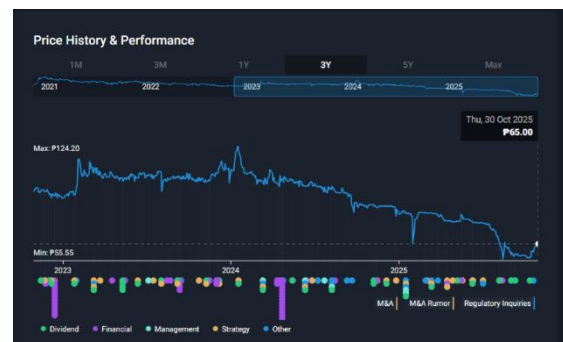 Price History & Performance
1M 3M 1Y 3Y 5Y Max
2021 2022 2023 2024 2025
Thu, 30 Oct 2025
₱65.00
Max: ₱124.20
Min: ₱55.55
2023 2024 2025
M&A M&A Rumor Regulatory Inquiries
Dividend Financial Management Strategy Other